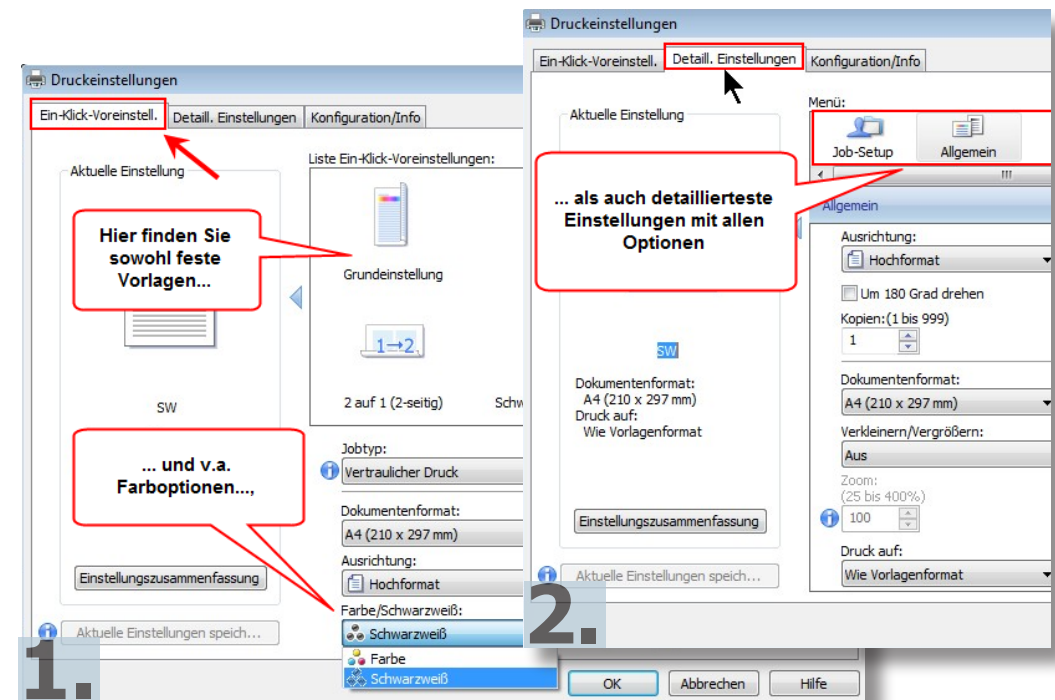 Druckeinstellungen
Ein-Klick-Voreinstell.
Detaill. Einstellungen
Konfiguration/Info
Aktuelle Einstellung
Liste Ein-Klick-Voreinstellungen:
Hier finden Sie
sowohl feste
Vorlagen...
Grundeinstellung
1→2
SW
2 auf 1 (2-seitig)
Schw
... und v.a.
Farboptionen...,
Jobtyp:
Vertraulicher Druck
Dokumentenformat:
A4 (210 x 297 mm)
Ausrichtung:
Hochformat
Einstellungszusammenfassung
Farbe/Schwarzweiß:
Schwarzweiß
Aktuelle Einstellungen speich...
Farbe
Schwarzweiß
1.
OK
Abbrechen
Hilfe
Druckeinstellungen
Ein-Klick-Voreinstell.
Detaill. Einstellungen
Konfiguration/Info
Aktuelle Einstellung
Menü:
Job-Setup
Allgemein
... als auch detaillierteste
Einstellungen mit allen
Optionen
Allgemein
Ausrichtung:
Hochformat
Um 180 Grad drehen
Kopien:(1 bis 999)
1
SW
Dokumentenformat:
A4 (210 x 297 mm)
Druck auf:
Wie Vorlagenformat
Dokumentenformat:
A4 (210 x 297 mm)
Verkleinern/Vergrößern:
Aus
Zoom:
(25 bis 400%)
100
Einstellungszusammenfassung
Druck auf:
Wie Vorlagenformat
Aktuelle Einstellungen speich...
2.